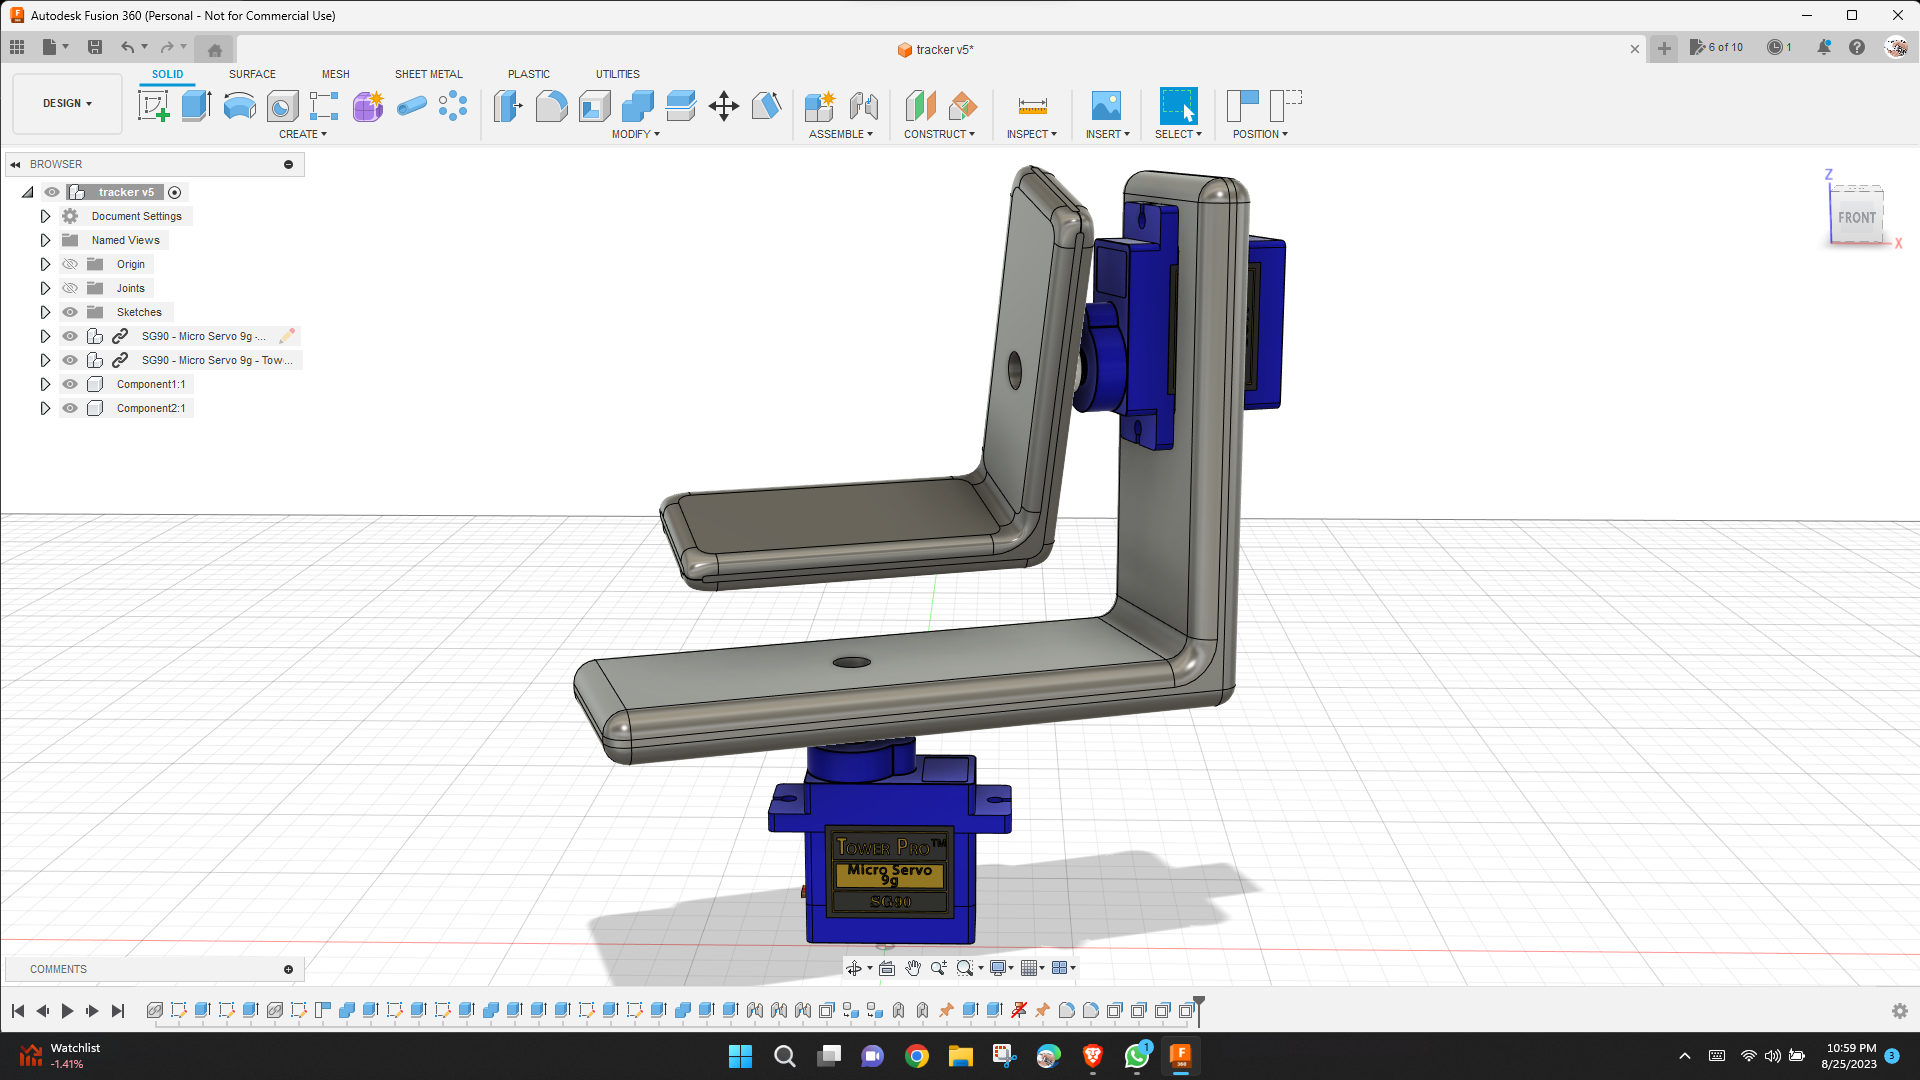 Autodesk Fusion 360 (Personal - Not for Commercial Use)
tracker v5*
6 of 10
1
DESIGN
SOLID
SURFACE
MESH
SHEET METAL
PLASTIC
UTILITIES
CREATE
MODIFY
ASSEMBLE
CONSTRUCT
INSPECT
INSERT
SELECT
POSITION
BROWSER
tracker v5
Document Settings
Named Views
Origin
Joints
Sketches
SG90 - Micro Servo 9g -...
SG90 - Micro Servo 9g - Tow...
Component1:1
Component2:1
Z
FRONT
X
TOWER PRO™
Micro Servo
9g
SG90
COMMENTS
Watchlist
-1.41%
F
360
1
10:59 PM
8/25/2023
3